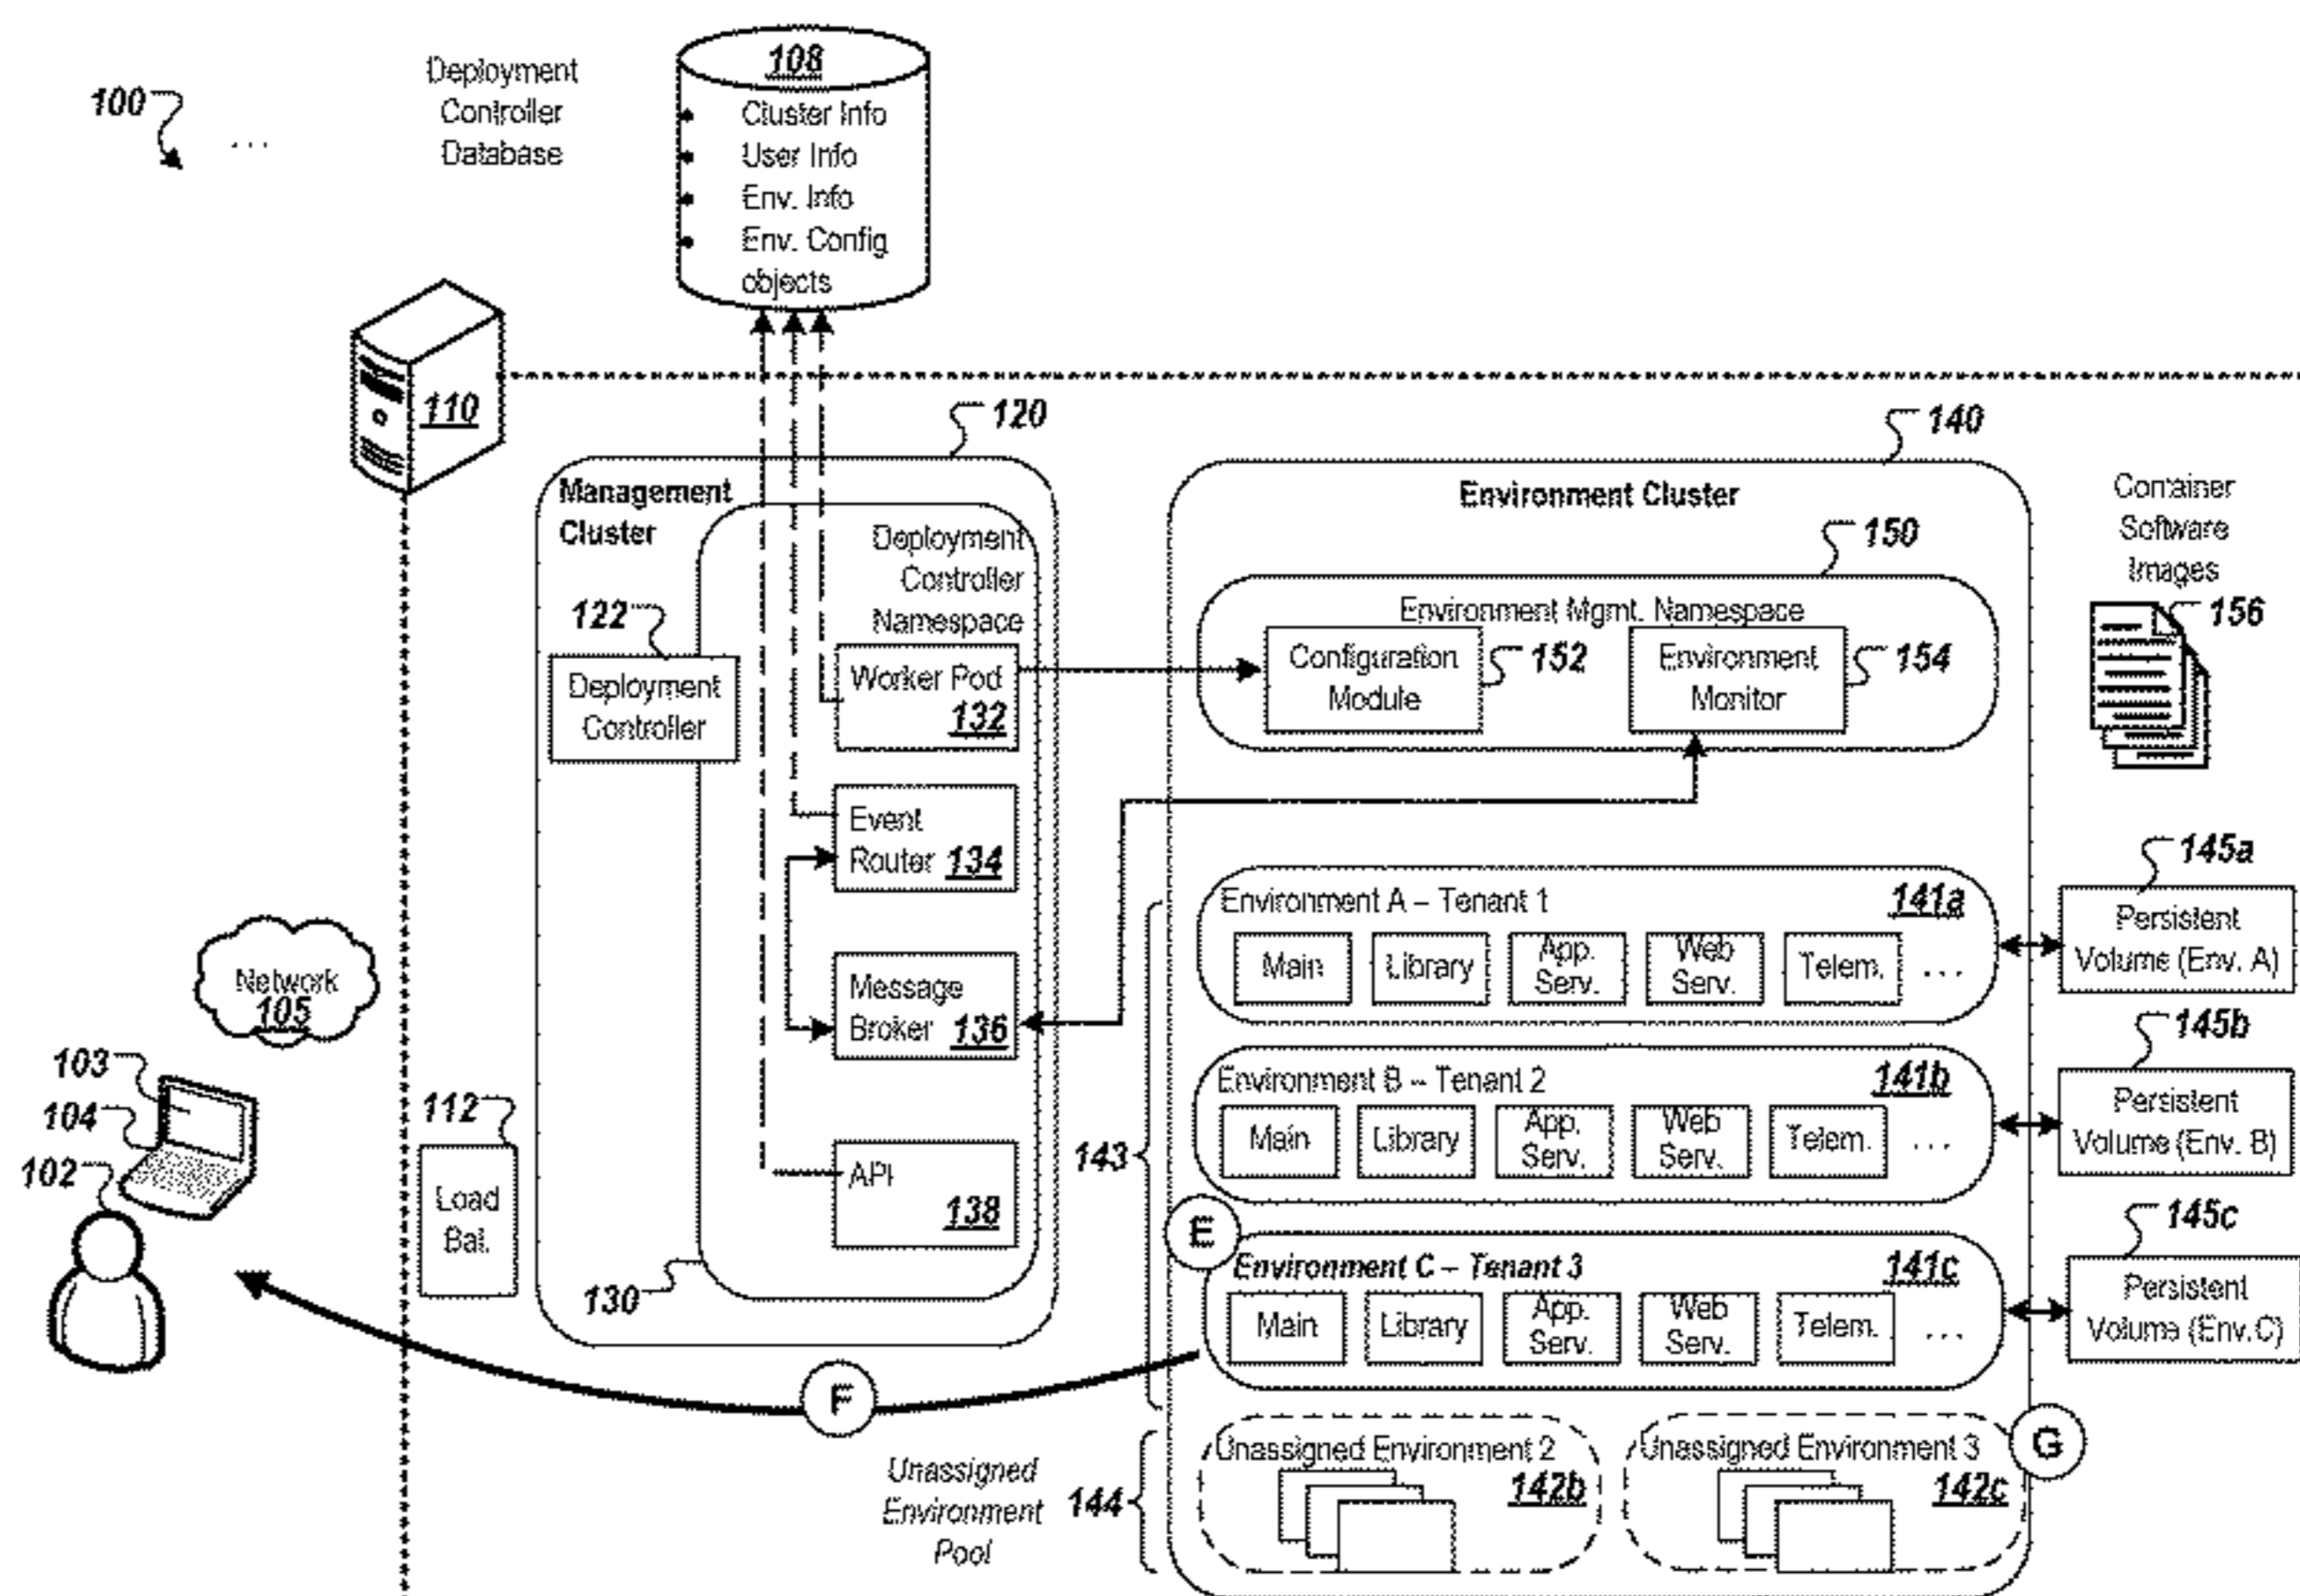 100
...
Deployment
Controller
Database
108
Cluster Info
User Info
Env. Info
Env. Config
objects
110
120
Management
Cluster
Deployment
Controller
Namespace
122
Deployment
Controller
Worker Pod
132
Event
Router 134
Message
Broker 136
API
138
130
Network
105
103
104
102
112
Load
Bal.
140
Environment Cluster
150
Environment Mgmt. Namespace
Configuration
Module
152
Environment
Monitor
154
Container
Software
Images
156
143
Environment A – Tenant 1
141a
Main
Library
App.
Serv.
Web
Serv.
Telem.
...
145a
Persistent
Volume (Env. A)
Environment B – Tenant 2
141b
Main
Library
App.
Serv.
Web
Serv.
Telem.
...
145b
Persistent
Volume (Env. B)
E
Environment C – Tenant 3
141c
Main
Library
App.
Serv.
Web
Serv.
Telem.
...
145c
Persistent
Volume (Env.C)
F
Unassigned
Environment
Pool
144
Unassigned Environment 2
142b
Unassigned Environment 3
142c
G